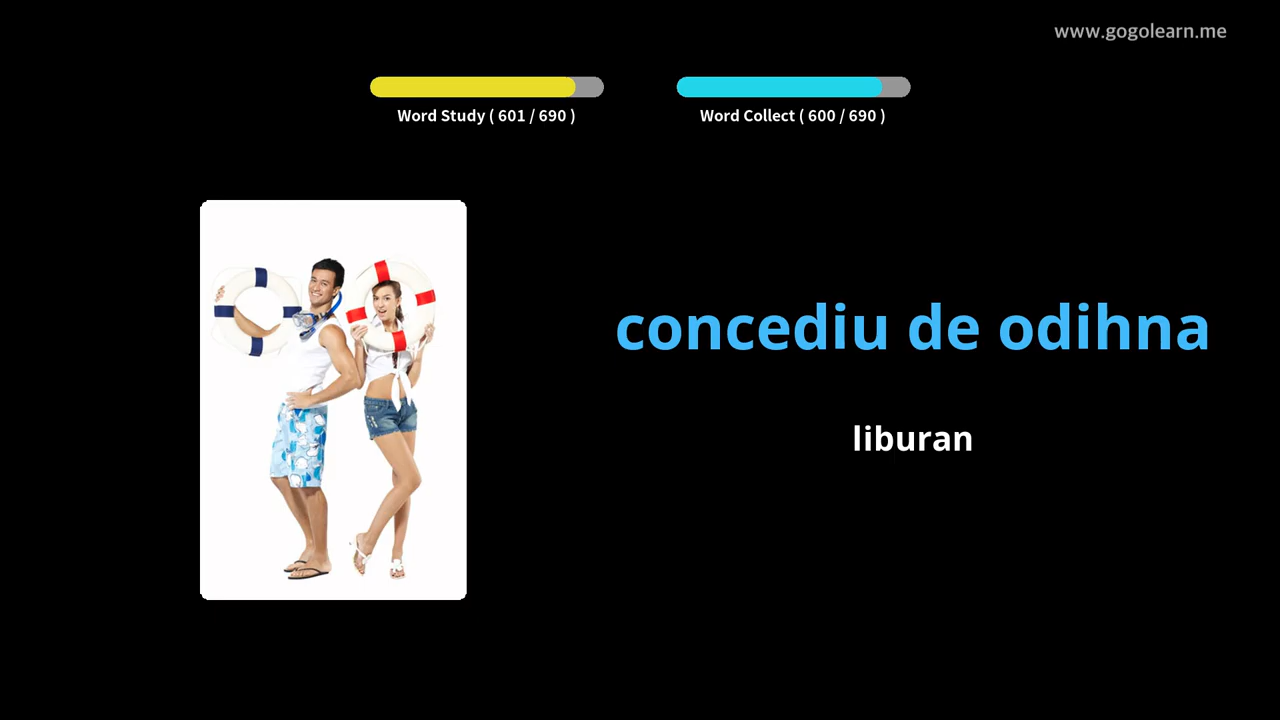 www.gogolearn.me
Word Study ( 601 / 690 )
Word Collect ( 600 / 690 )
concediu de odihna
liburan